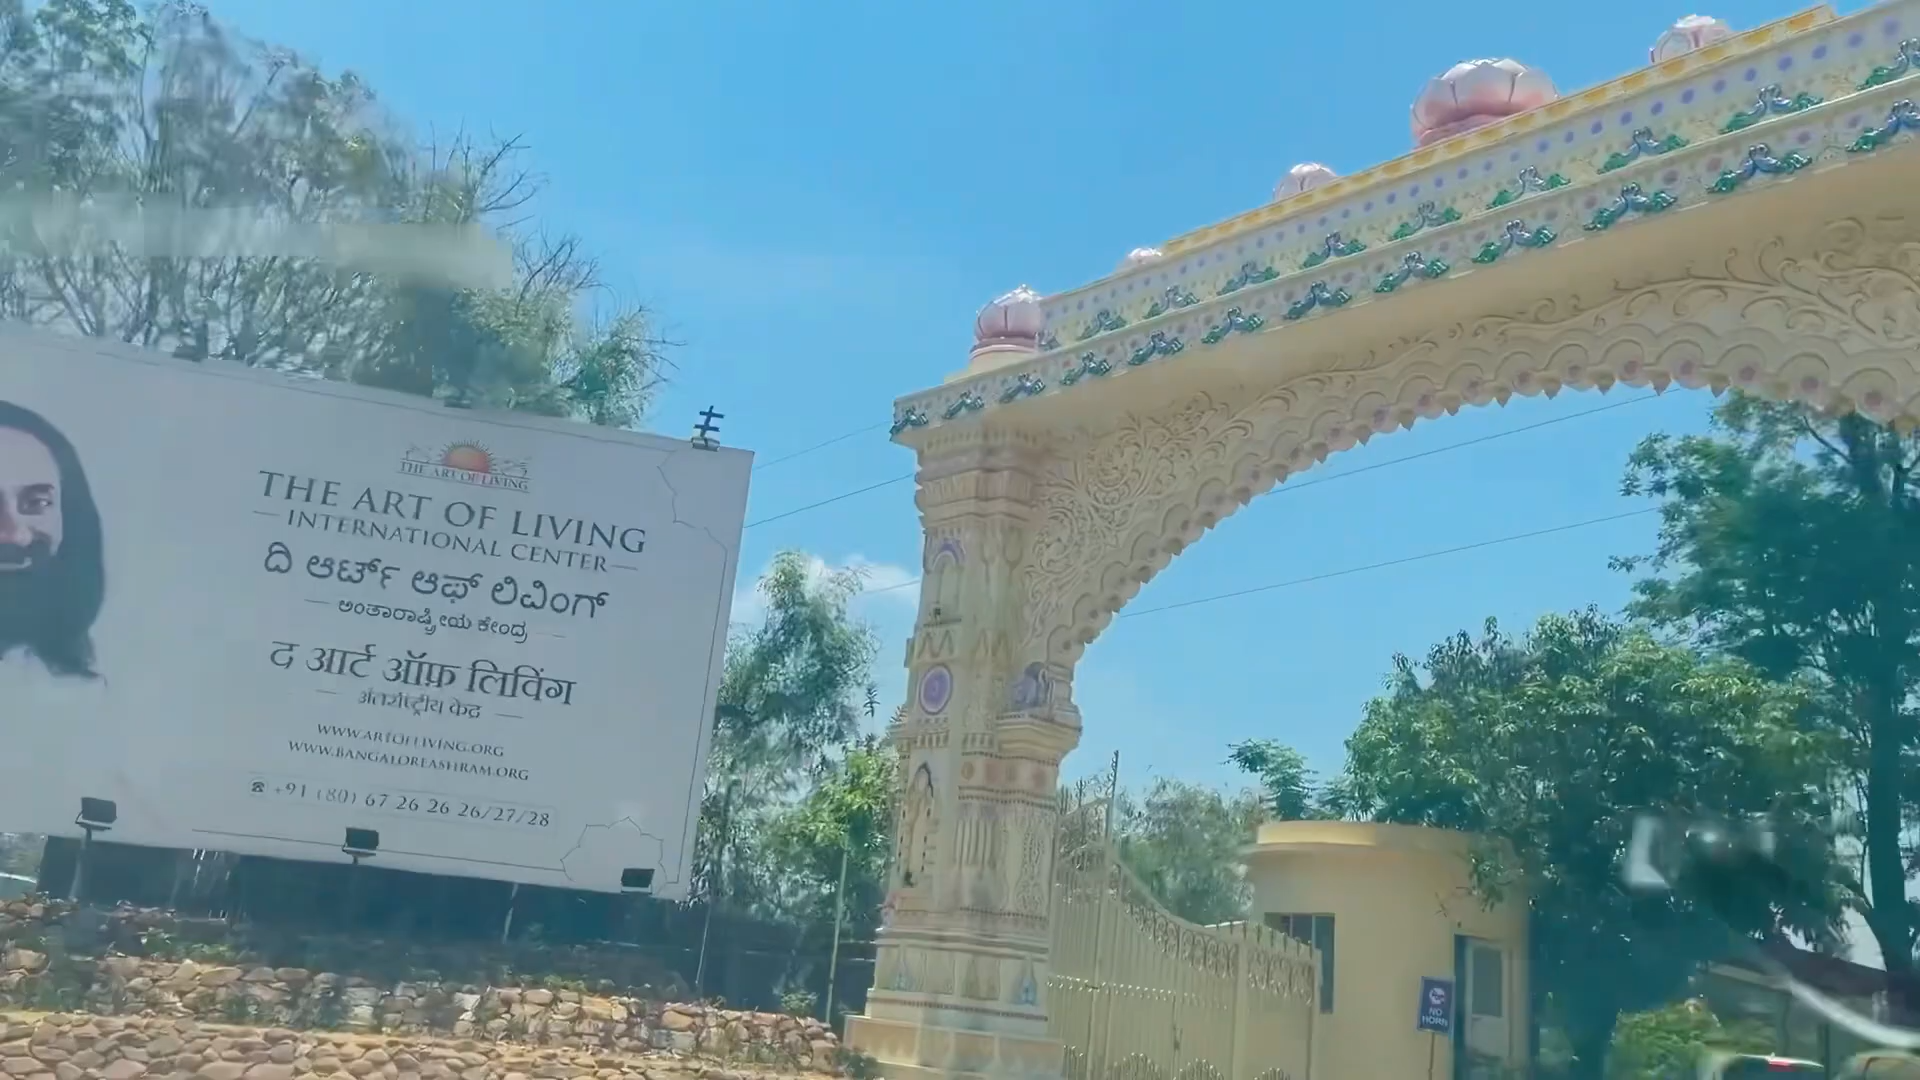 THE ART OF LIVING
THE ART OF LIVING
INTERNATIONAL CENTER
ದಿ ಆರ್ಟ್ ಆಫ್ ಲಿವಿಂಗ್
ಅಂತಾರಾಷ್ಟ್ರೀಯ ಕೇಂದ್ರ
द आर्ट ऑफ़ लिविंग
अंतर्राष्ट्रीय केंद्र
WWW.ARTOFLIVING.ORG
WWW.BANGALOREASHRAM.ORG
+91 (80) 67 26 26 26/27/28
NO
HORN